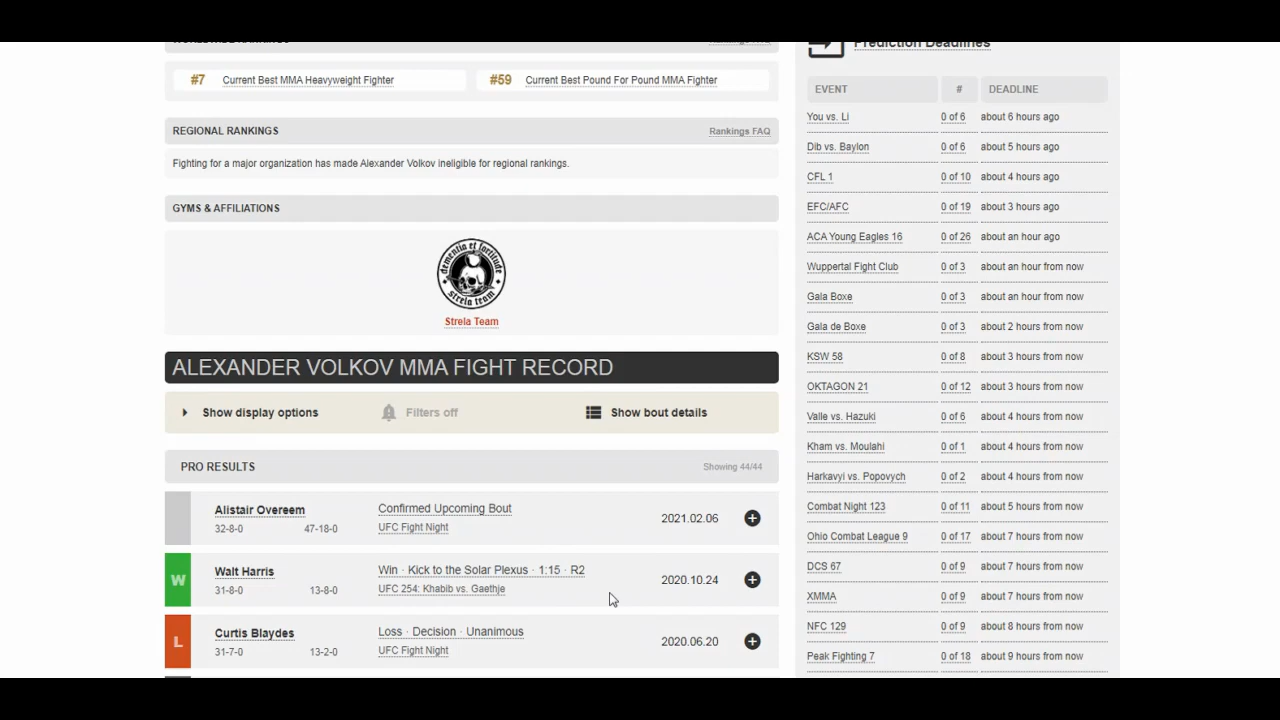 Prediction Deadlines
#7 Current Best MMA Heavyweight Fighter #59 Current Best Pound For Pound MMA Fighter
REGIONAL RANKINGS Rankings FAQ
Fighting for a major organization has made Alexander Volkov ineligible for regional rankings.
GYMS & AFFILIATIONS
dementia et fortitude
strela team
Strela Team
ALEXANDER VOLKOV MMA FIGHT RECORD
Show display options Filters off Show bout details
PRO RESULTS Showing 44/44
Alistair Overeem Confirmed Upcoming Bout
32-8-0 47-18-0 UFC Fight Night 2021.02.06
W Walt Harris Win · Kick to the Solar Plexus · 1:15 · R2
31-8-0 13-8-0 UFC 254: Khabib vs. Gaethje 2020.10.24
L Curtis Blaydes Loss · Decision · Unanimous
31-7-0 13-2-0 UFC Fight Night 2020.06.20
EVENT # DEADLINE
You vs. Li 0 of 6 about 6 hours ago
Dib vs. Baylon 0 of 6 about 5 hours ago
CFL 1 0 of 10 about 4 hours ago
EFC/AFC 0 of 19 about 3 hours ago
ACA Young Eagles 16 0 of 26 about an hour ago
Wuppertal Fight Club 0 of 3 about an hour from now
Gala Boxe 0 of 3 about an hour from now
Gala de Boxe 0 of 3 about 2 hours from now
KSW 58 0 of 8 about 3 hours from now
OKTAGON 21 0 of 12 about 3 hours from now
Valle vs. Hazuki 0 of 6 about 4 hours from now
Kham vs. Moulahi 0 of 1 about 4 hours from now
Harkavyi vs. Popovych 0 of 2 about 4 hours from now
Combat Night 123 0 of 11 about 5 hours from now
Ohio Combat League 9 0 of 17 about 7 hours from now
DCS 67 0 of 9 about 7 hours from now
XMMA 0 of 9 about 7 hours from now
NFC 129 0 of 9 about 8 hours from now
Peak Fighting 7 0 of 18 about 9 hours from now